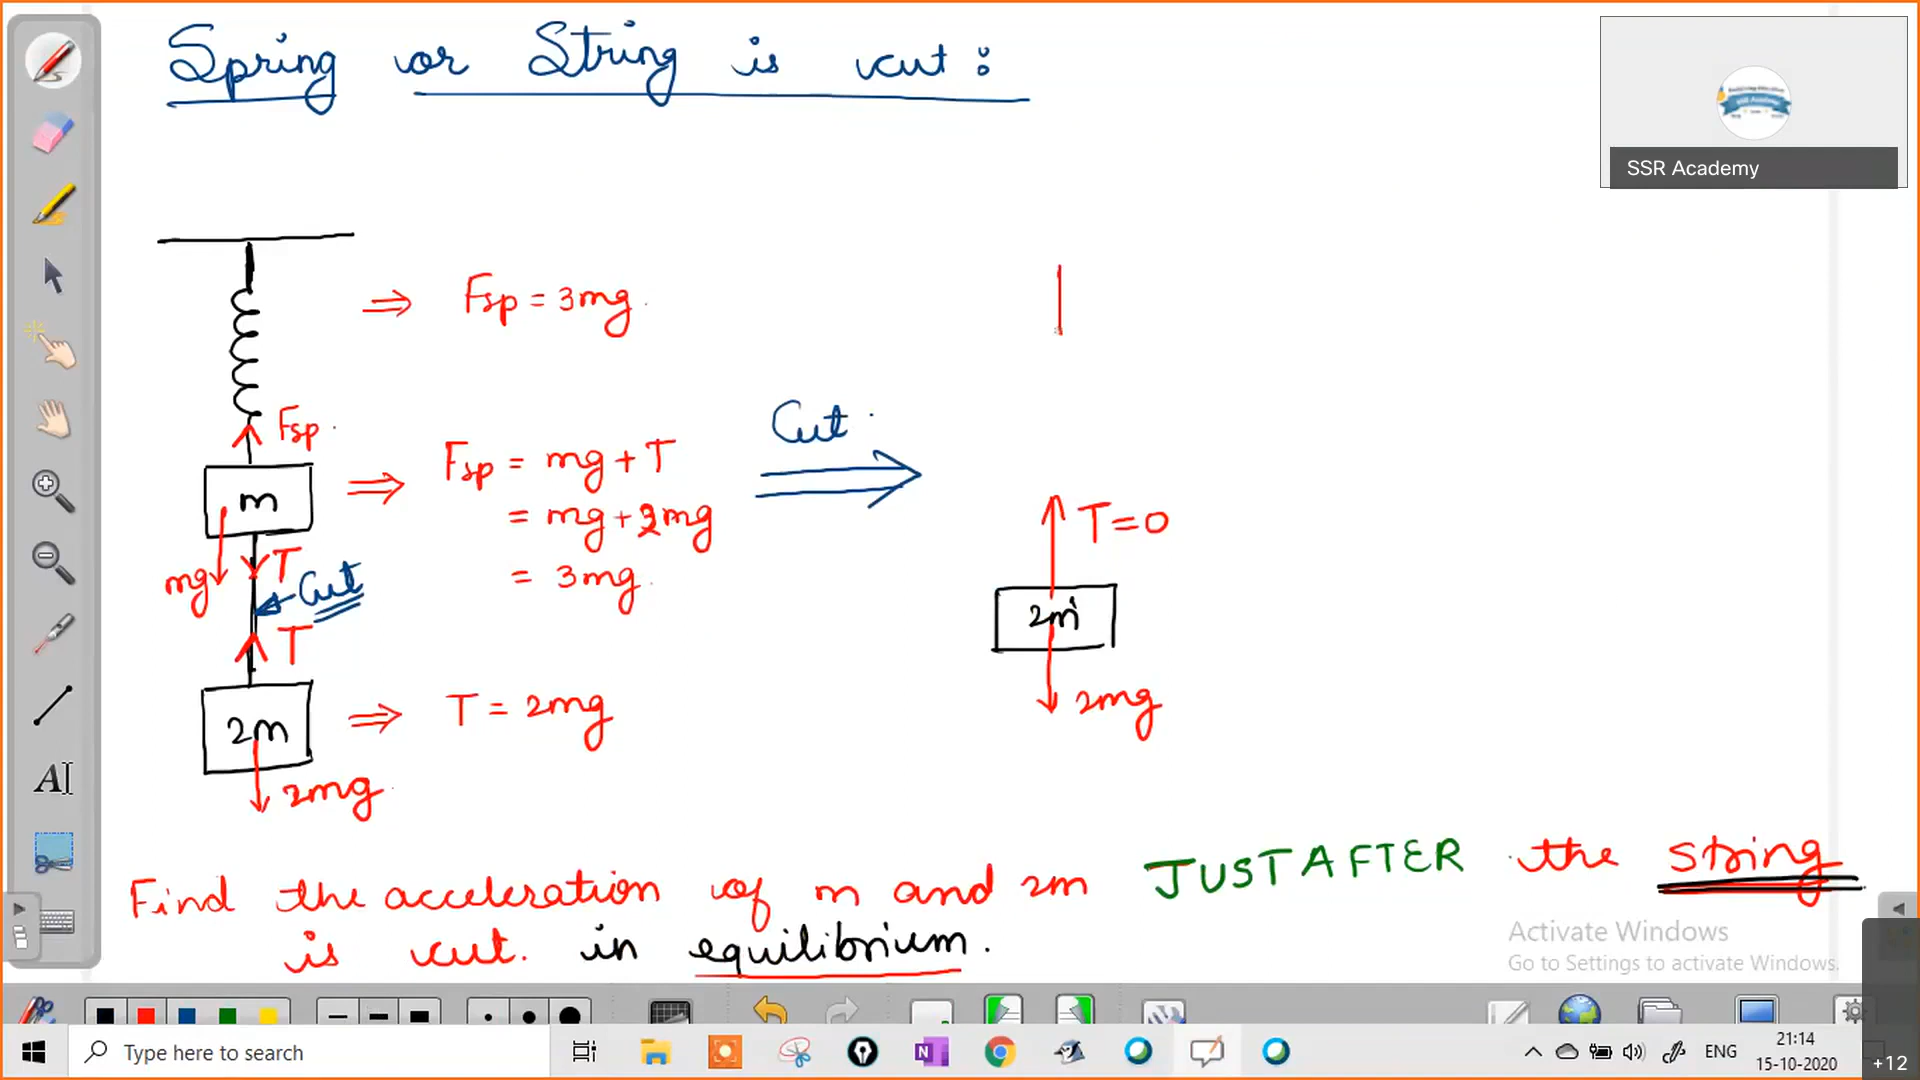 Spring or String is cut :
SSR Academy
⇒ Fsp = 3mg.
Fsp
m
mg
T
Cut
T
2m
2mg
⇒ Fsp = mg + T
= mg + 2mg
= 3mg.
⇒ T = 2mg
Cut
T = 0
2m
2mg
Find the acceleration of m and 2m JUST AFTER the string
is cut. in equilibrium.
Activate Windows
Go to Settings to activate Windows.
Type here to search
ENG
21:14
15-10-2020
+12